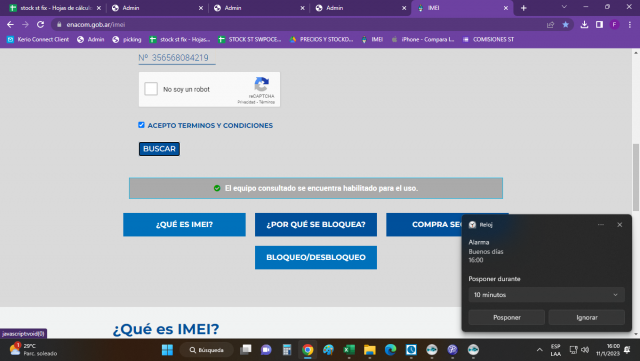 stock st fix - Hojas de cálculo
Admin
Admin
Admin
IMEI
enacom.gob.ar/imei
Kerio Connect Client
Admin
picking
stock st fix - Hojas...
STOCK ST SWPOCE...
PRECIOS Y STOCKD...
IMEI
iPhone - Compara l...
COMISIONES ST
Nº 356568084219
No soy un robot
reCAPTCHA
Privacidad - Términos
ACEPTO TERMINOS Y CONDICIONES
BUSCAR
El equipo consultado se encuentra habilitado para el uso.
¿QUÉ ES IMEI?
¿POR QUÉ SE BLOQUEA?
COMPRA SEG
BLOQUEO/DESBLOQUEO
Reloj
Alarma
Buenos días
16:00
Posponer durante
10 minutos
Posponer
Ignorar
¿Qué es IMEI?
javascript:void(0)
1
29°C
Parc. soleado
Búsqueda
ESP
LAA
16:00
11/1/2023